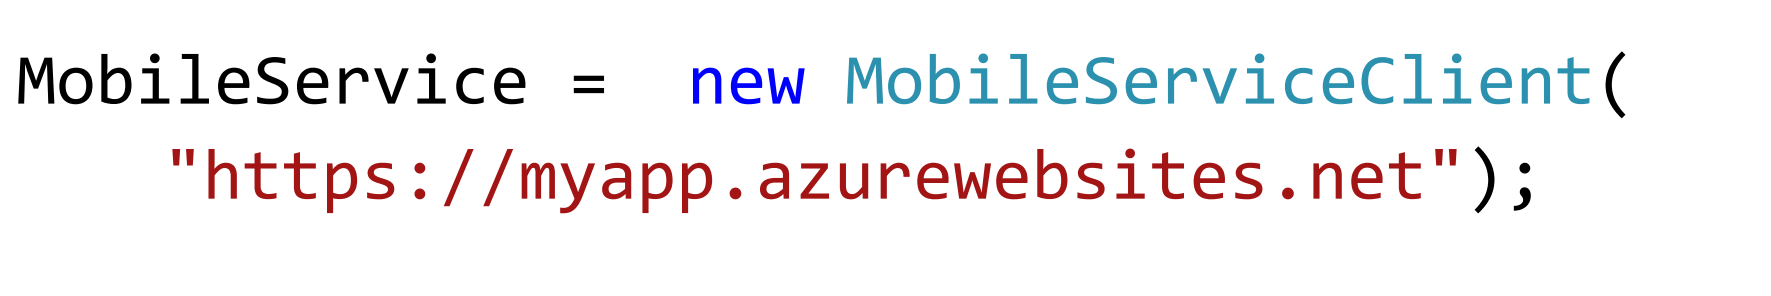 MobileService =  new MobileServiceClient(
    "https://myapp.azurewebsites.net");